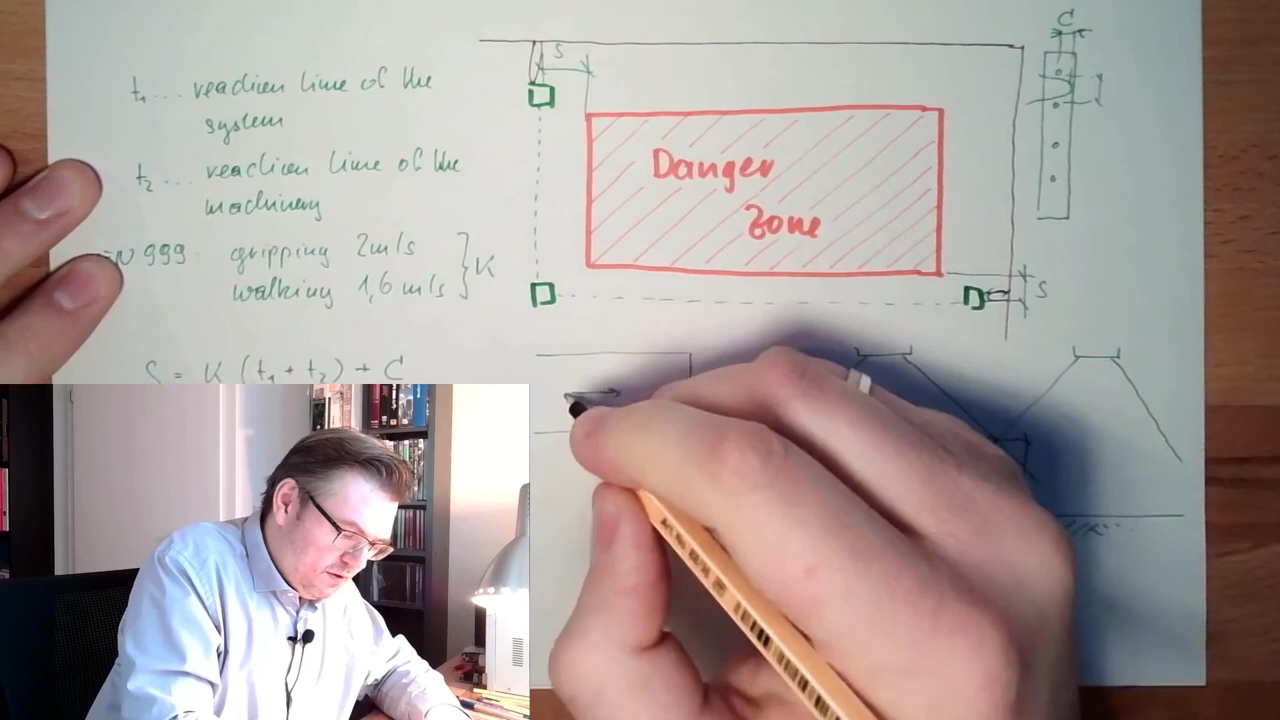 t₁ ... reaction time of the
system
t₂ ... reaction time of the
machinery
EN 999. gripping 2m/s
walking 1,6 m/s } K
S = K (t₁ + t₂) + C
S
Danger
Zone
S
C